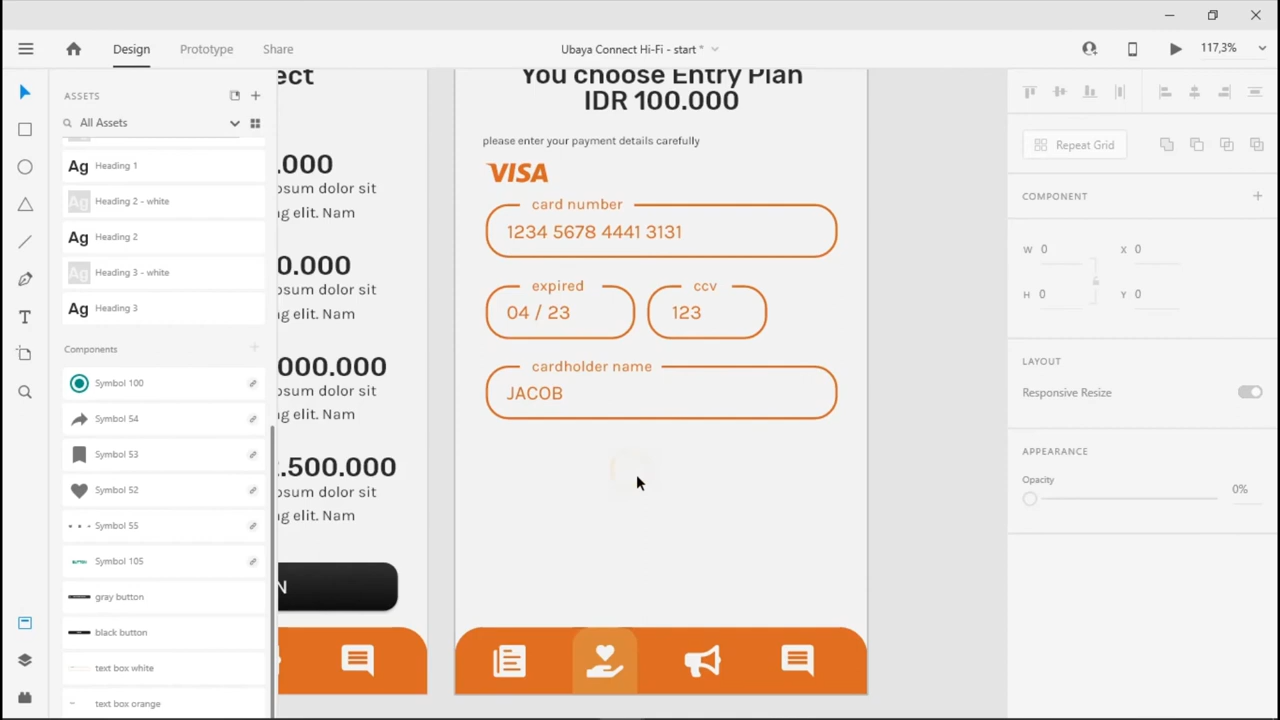 Design
Prototype
Share
Ubaya Connect Hi-Fi - start *
117,3%
ASSETS
All Assets
Ag Heading 1
Ag Heading 2 - white
Ag Heading 2
Ag Heading 3 - white
Ag Heading 3
Components
Symbol 100
Symbol 54
Symbol 53
Symbol 52
Symbol 55
Symbol 105
gray button
black button
text box white
text box orange
ect
.000
osum dolor sit
ng elit. Nam
0.000
osum dolor sit
ng elit. Nam
000.000
osum dolor sit
ng elit. Nam
.500.000
osum dolor sit
ng elit. Nam
N
You choose Entry Plan
IDR 100.000
please enter your payment details carefully
VISA
card number
1234 5678 4441 3131
expired
04 / 23
ccv
123
cardholder name
JACOB
Repeat Grid
COMPONENT
W 0
X 0
H 0
Y 0
LAYOUT
Responsive Resize
APPEARANCE
Opacity
0%